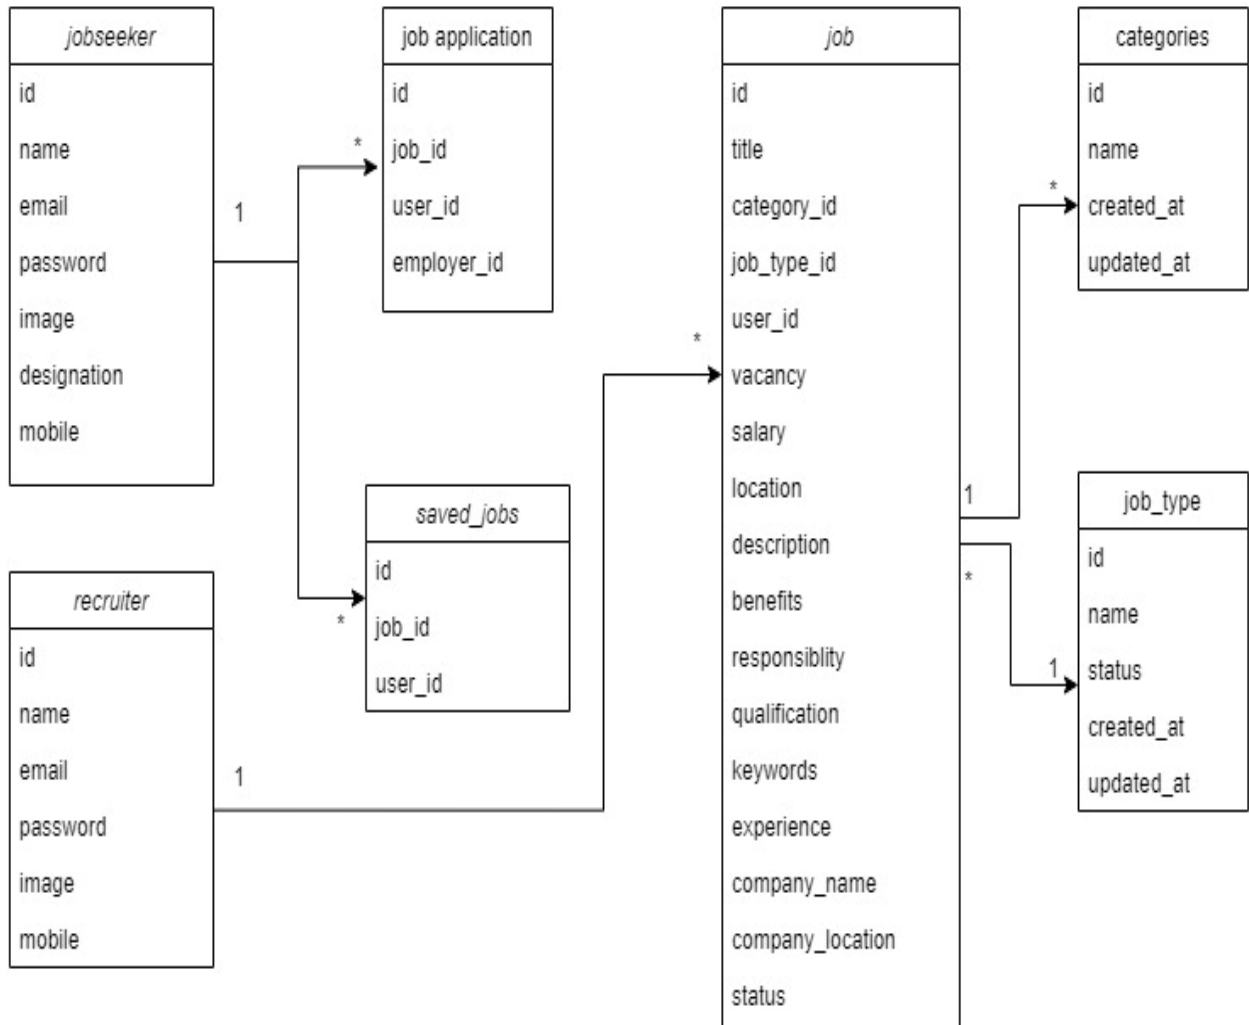 jobseeker
id
name
email
password
image
designation
mobile
1
job application
id
job_id
user_id
employer_id
*
saved_jobs
id
job_id
user_id
*
recruiter
id
name
email
password
image
mobile
1
*
job
id
title
category_id
job_type_id
user_id
vacancy
salary
location
description
benefits
responsiblity
qualification
keywords
experience
company_name
company_location
status
1
*
categories
id
name
created_at
updated_at
*
job_type
id
name
status
created_at
updated_at
1